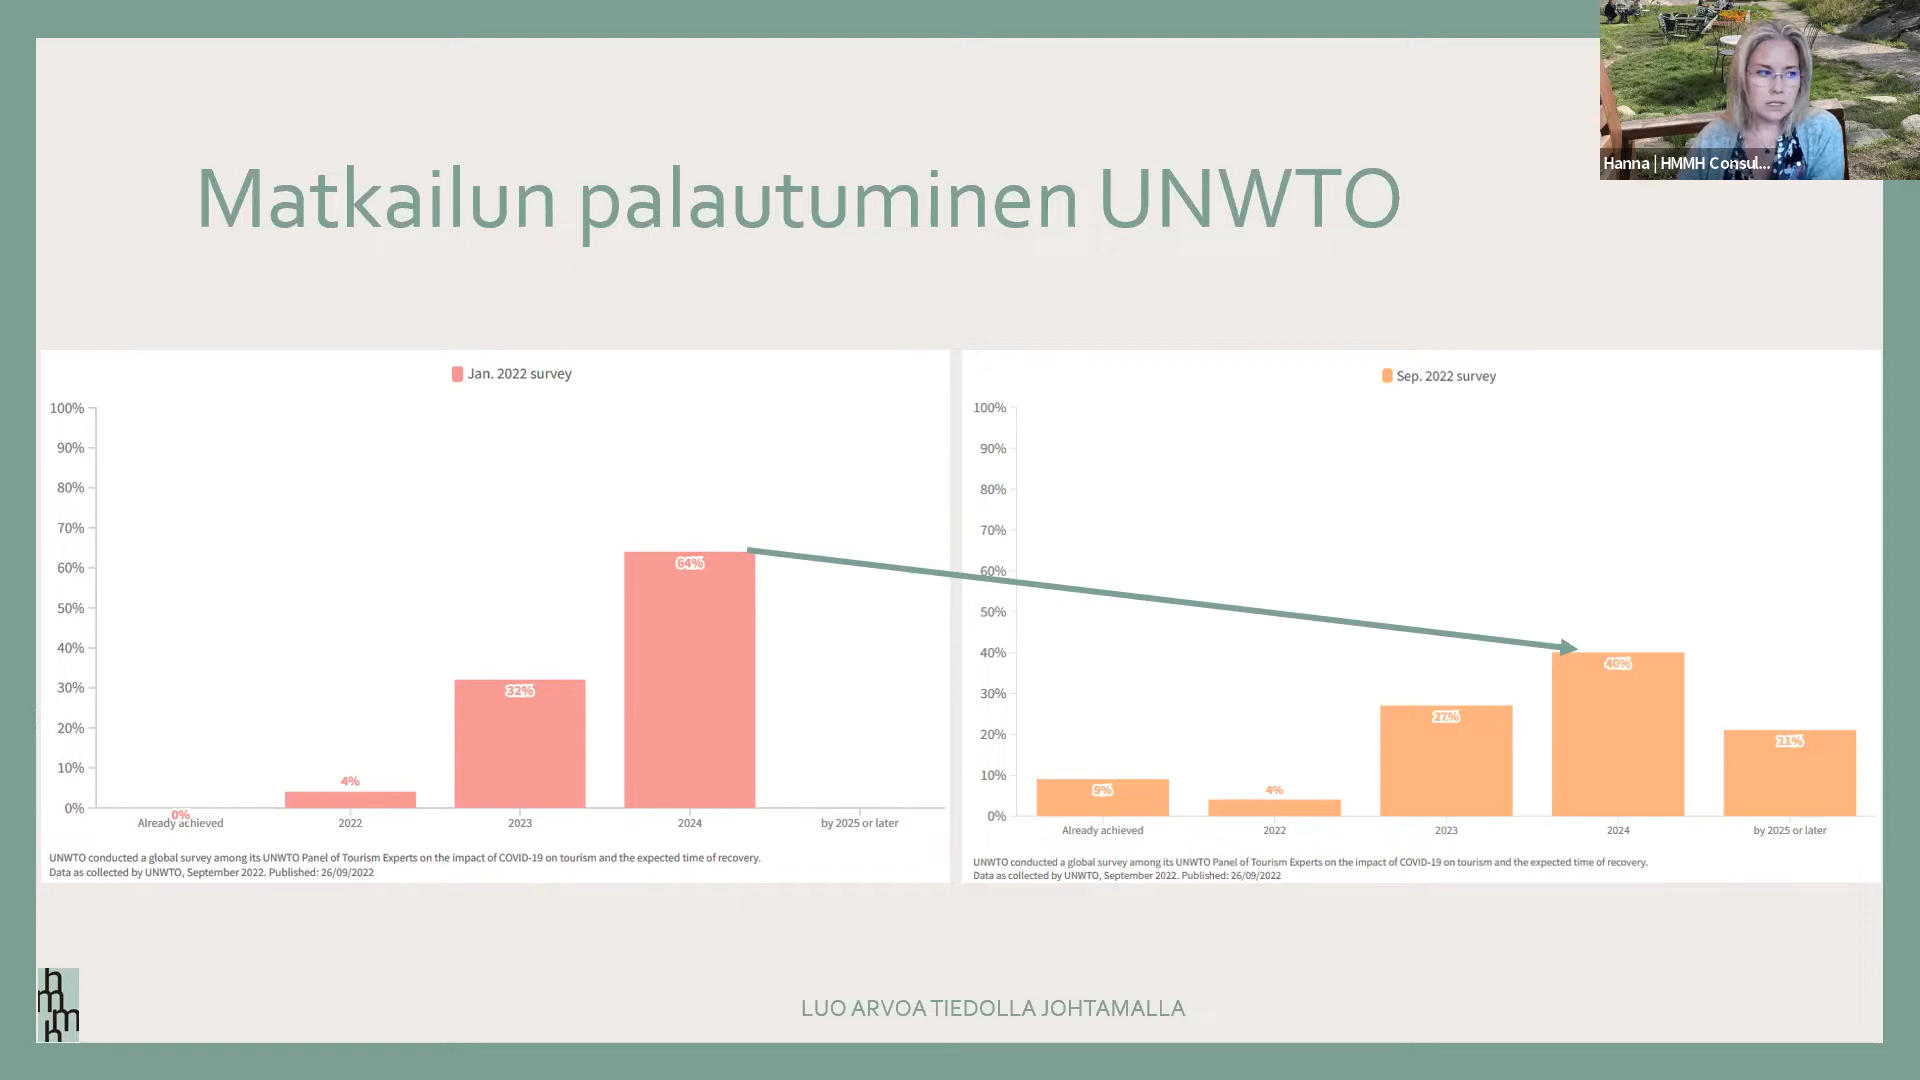 Hanna | HMMH Consul...
Matkailun palautuminen UNWTO
Jan. 2022 survey
100%
90%
80%
70%
60%
50%
40%
30%
20%
10%
0%
0%
4%
32%
64%
Already achieved
2022
2023
2024
by 2025 or later
UNWTO conducted a global survey among its UNWTO Panel of Tourism Experts on the impact of COVID-19 on tourism and the expected time of recovery.
Data as collected by UNWTO, September 2022. Published: 26/09/2022
Sep. 2022 survey
100%
90%
80%
70%
60%
50%
40%
30%
20%
10%
0%
9%
4%
27%
40%
21%
Already achieved
2022
2023
2024
by 2025 or later
UNWTO conducted a global survey among its UNWTO Panel of Tourism Experts on the impact of COVID-19 on tourism and the expected time of recovery.
Data as collected by UNWTO, September 2022. Published: 26/09/2022
h
m
m
h
LUO ARVOA TIEDOLLA JOHTAMALLA